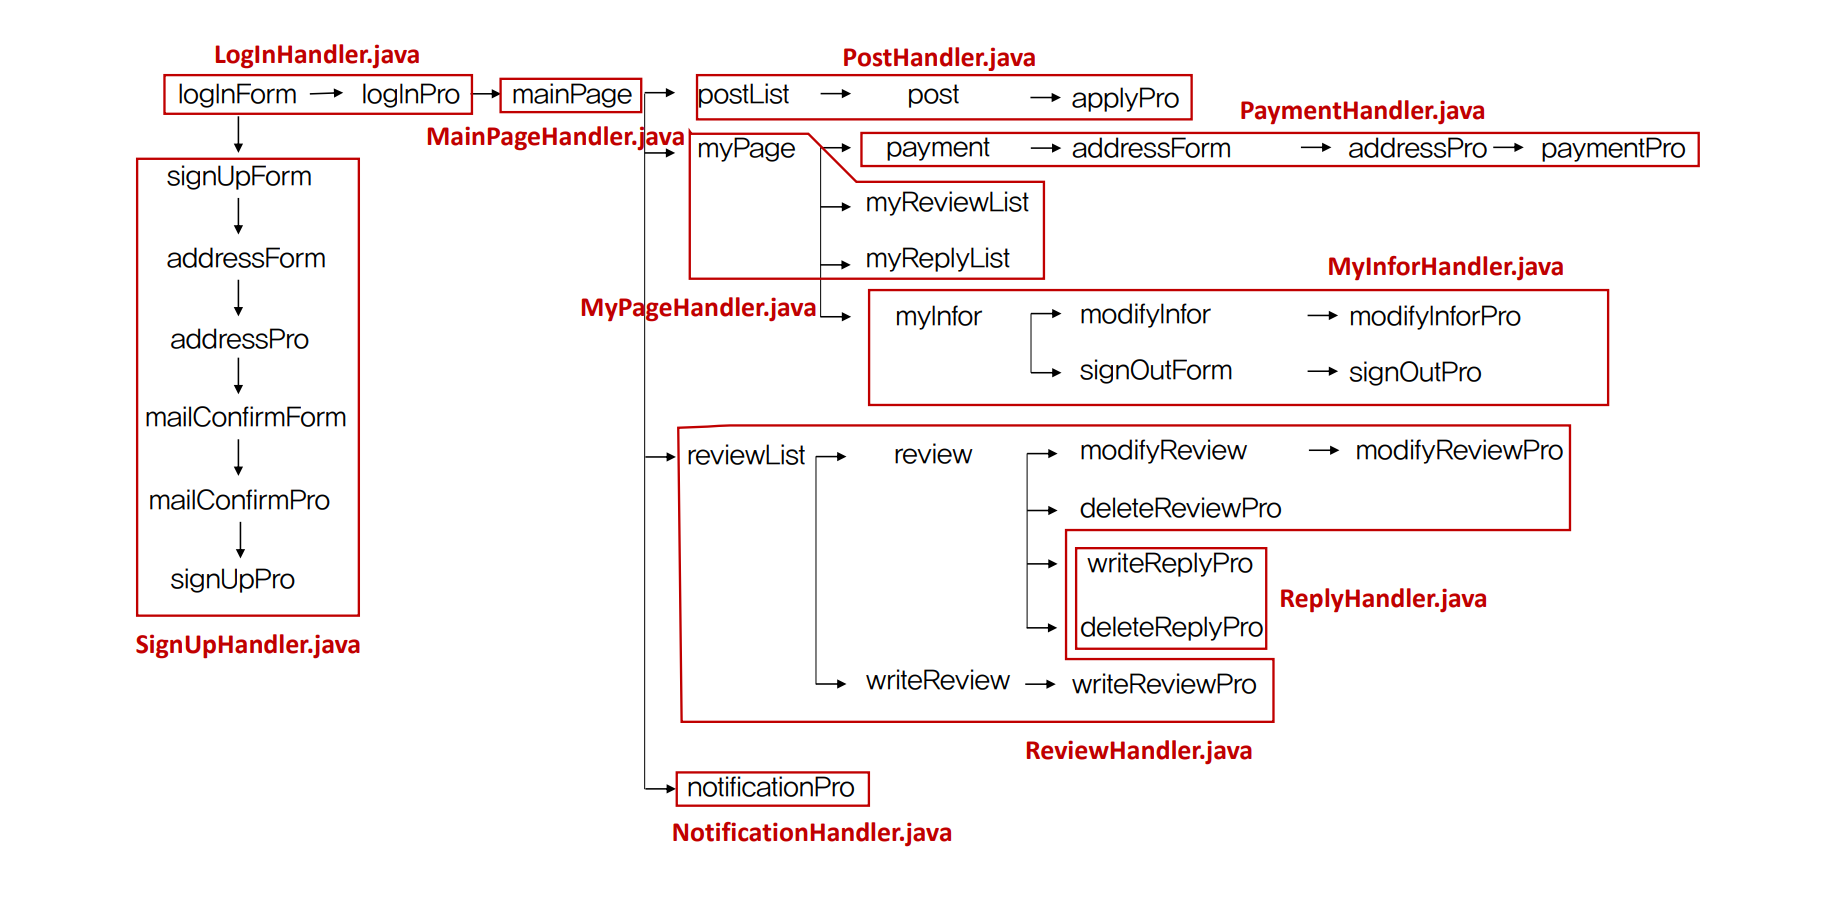 LogInHandler.java
logInForm
logInPro
mainPage
MainPageHandler.java
PostHandler.java
postList
post
applyPro
PaymentHandler.java
myPage
payment
addressForm
addressPro
paymentPro
myReviewList
myReplyList
MyPageHandler.java
MyInforHandler.java
myInfor
modifyInfor
modifyInforPro
signOutForm
signOutPro
signUpForm
addressForm
addressPro
mailConfirmForm
mailConfirmPro
signUpPro
SignUpHandler.java
reviewList
review
modifyReview
modifyReviewPro
deleteReviewPro
writeReplyPro
deleteReplyPro
ReplyHandler.java
writeReview
writeReviewPro
ReviewHandler.java
notificationPro
NotificationHandler.java